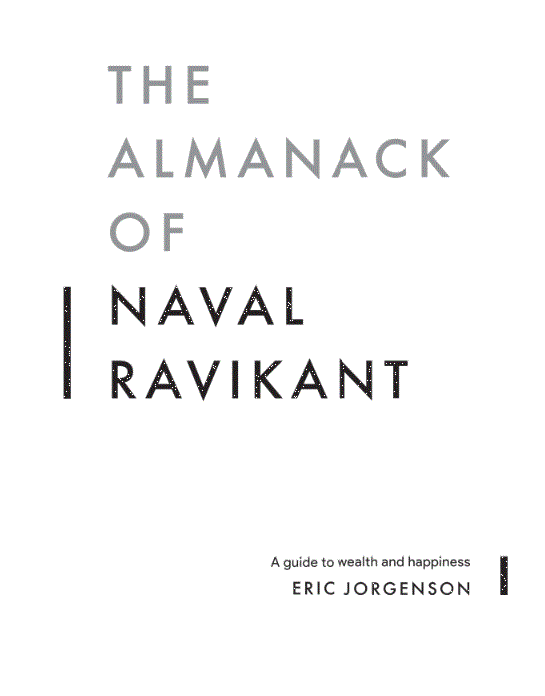 THE
ALMANACK
OF
NAVAL
RAVIKANT
A guide to wealth and happiness
ERIC JORGENSON